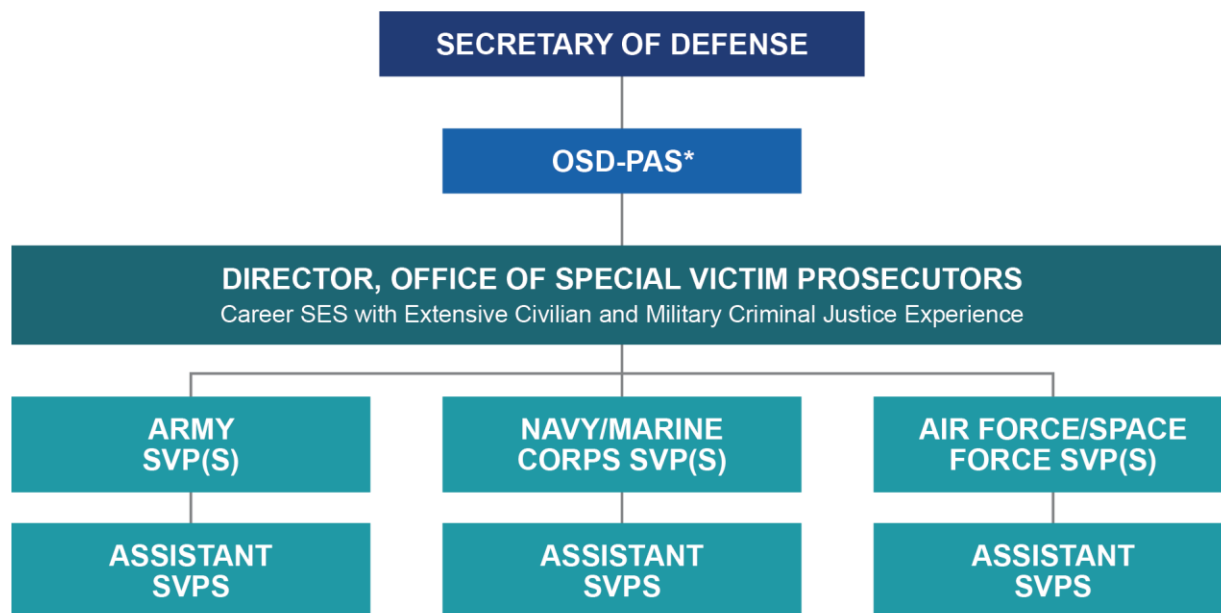 SECRETARY OF DEFENSE
OSD-PAS*
DIRECTOR, OFFICE OF SPECIAL VICTIM PROSECUTORS
Career SES with Extensive Civilian and Military Criminal Justice Experience
ARMY
SVP(S)
NAVY/MARINE
CORPS SVP(S)
AIR FORCE/SPACE
FORCE SVP(S)
ASSISTANT
SVPS
ASSISTANT
SVPS
ASSISTANT
SVPS